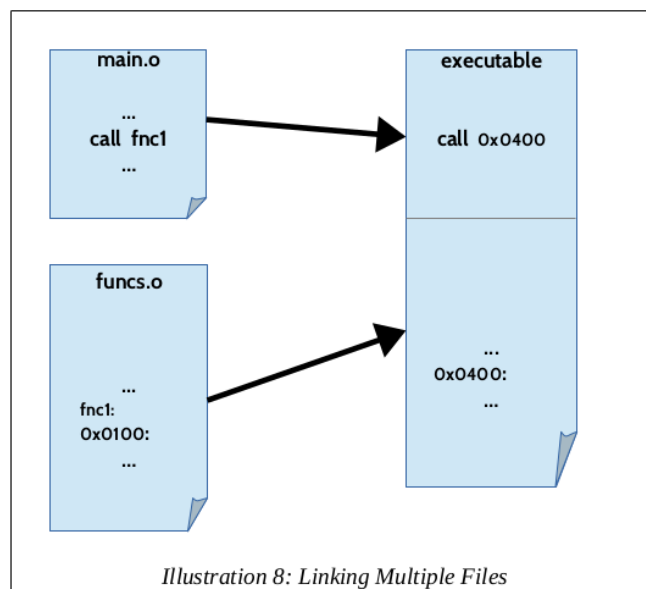 main.o
...
call fnc1
...
funcs.o
...
fnc1:
0x0100:
...
executable
call 0x0400
...
0x0400:
...
Illustration 8: Linking Multiple Files